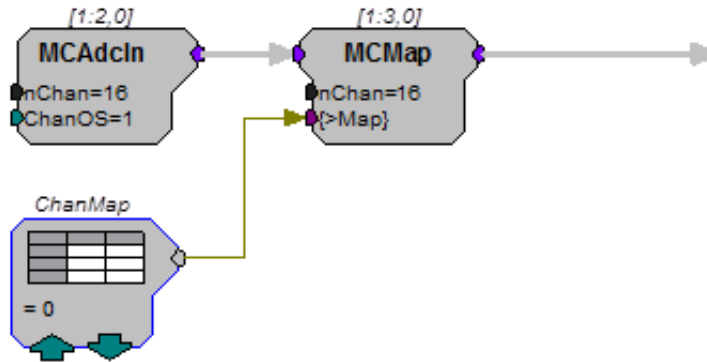 [1:2,0]
MCAdcIn
nChan=16
ChanOS=1
[1:3,0]
MCMap
nChan=16
{>Map}
ChanMap
= 0